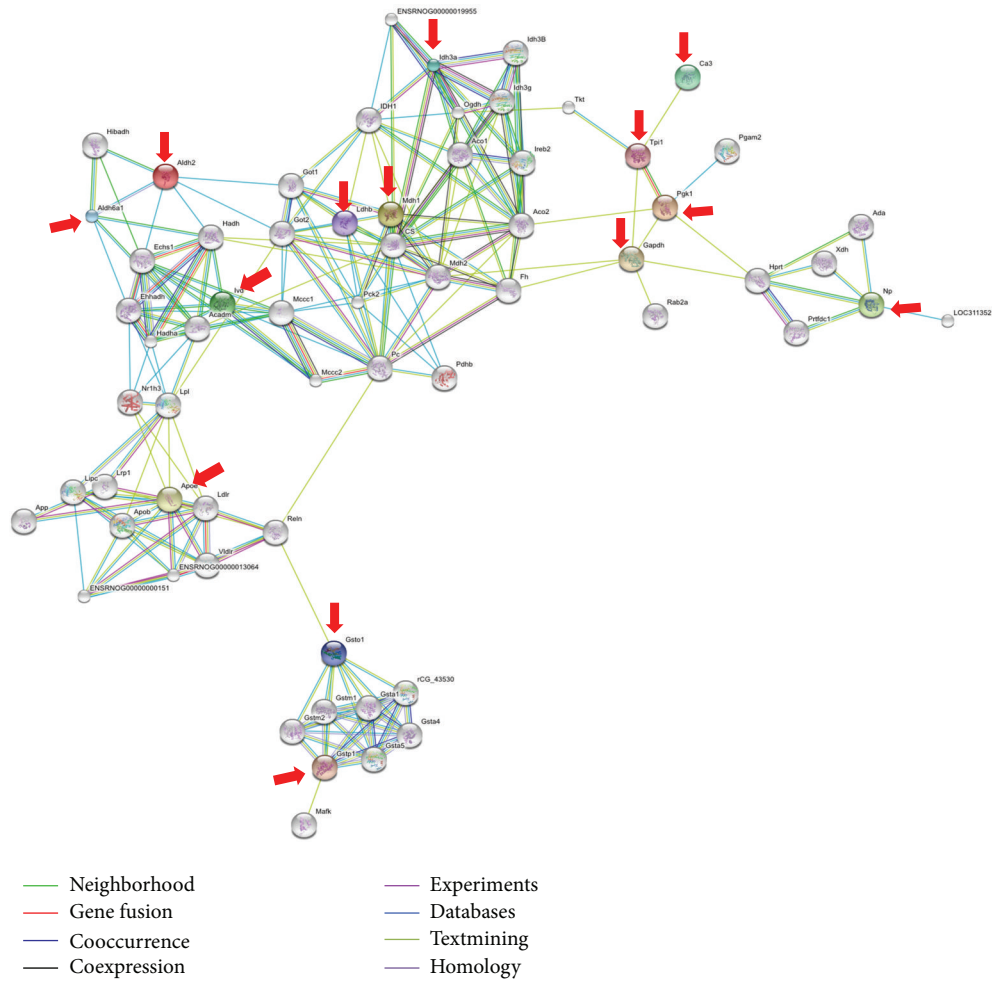 ENSRNOG00000019955
Idh3a
Idh3B
Ca3
Idh3g
Ogdh
Tkt
IDH1
Hibadh
Tpi1
Pgam2
Aco1
Ireb2
Aldh2
Got1
Mdh1
Ldhb
Pgk1
Aldh6a1
Aco2
Ada
Hadh
Got2
CS
Xdh
Echs1
Gapdh
Mdh2
Fh
Hprt
Np
Ehhadh
Ivd
Mccc1
Pck2
Rab2a
LOC311352
Acadm
Prtfdc1
Hadha
Pc
Pdhb
Mccc2
Nr1h3
Lpl
Lrp1
Lipc
Apoe
Ldlr
App
Apob
Reln
Vldlr
ENSRNOG00000013064
ENSRNOG00000000151
Gsto1
rCG_43530
Gstm1
Gsta1
Gstm2
Gsta4
Gsta5
Gstp1
Mafk
Neighborhood
Gene fusion
Cooccurrence
Coexpression
Experiments
Databases
Textmining
Homology